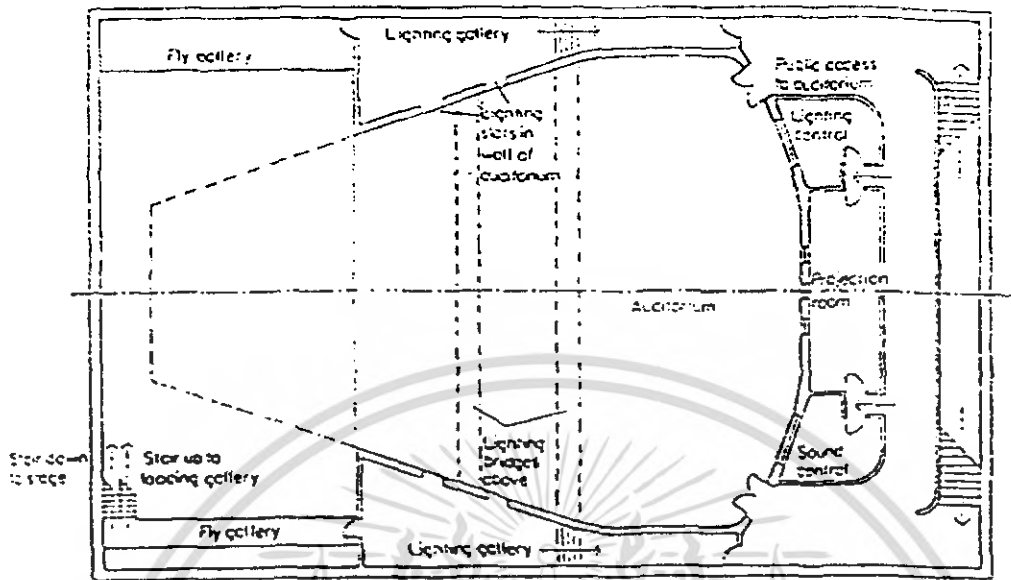 Lighting gallery
Fly gallery
Public access
to auditorium
Lighting
slots in
wall of
auditorium
Lighting
control
Projection
room
Auditorium
Stair down
to stage
Stair up to
loading gallery
Lighting
bridges
above
Sound
control
Fly gallery
Lighting gallery